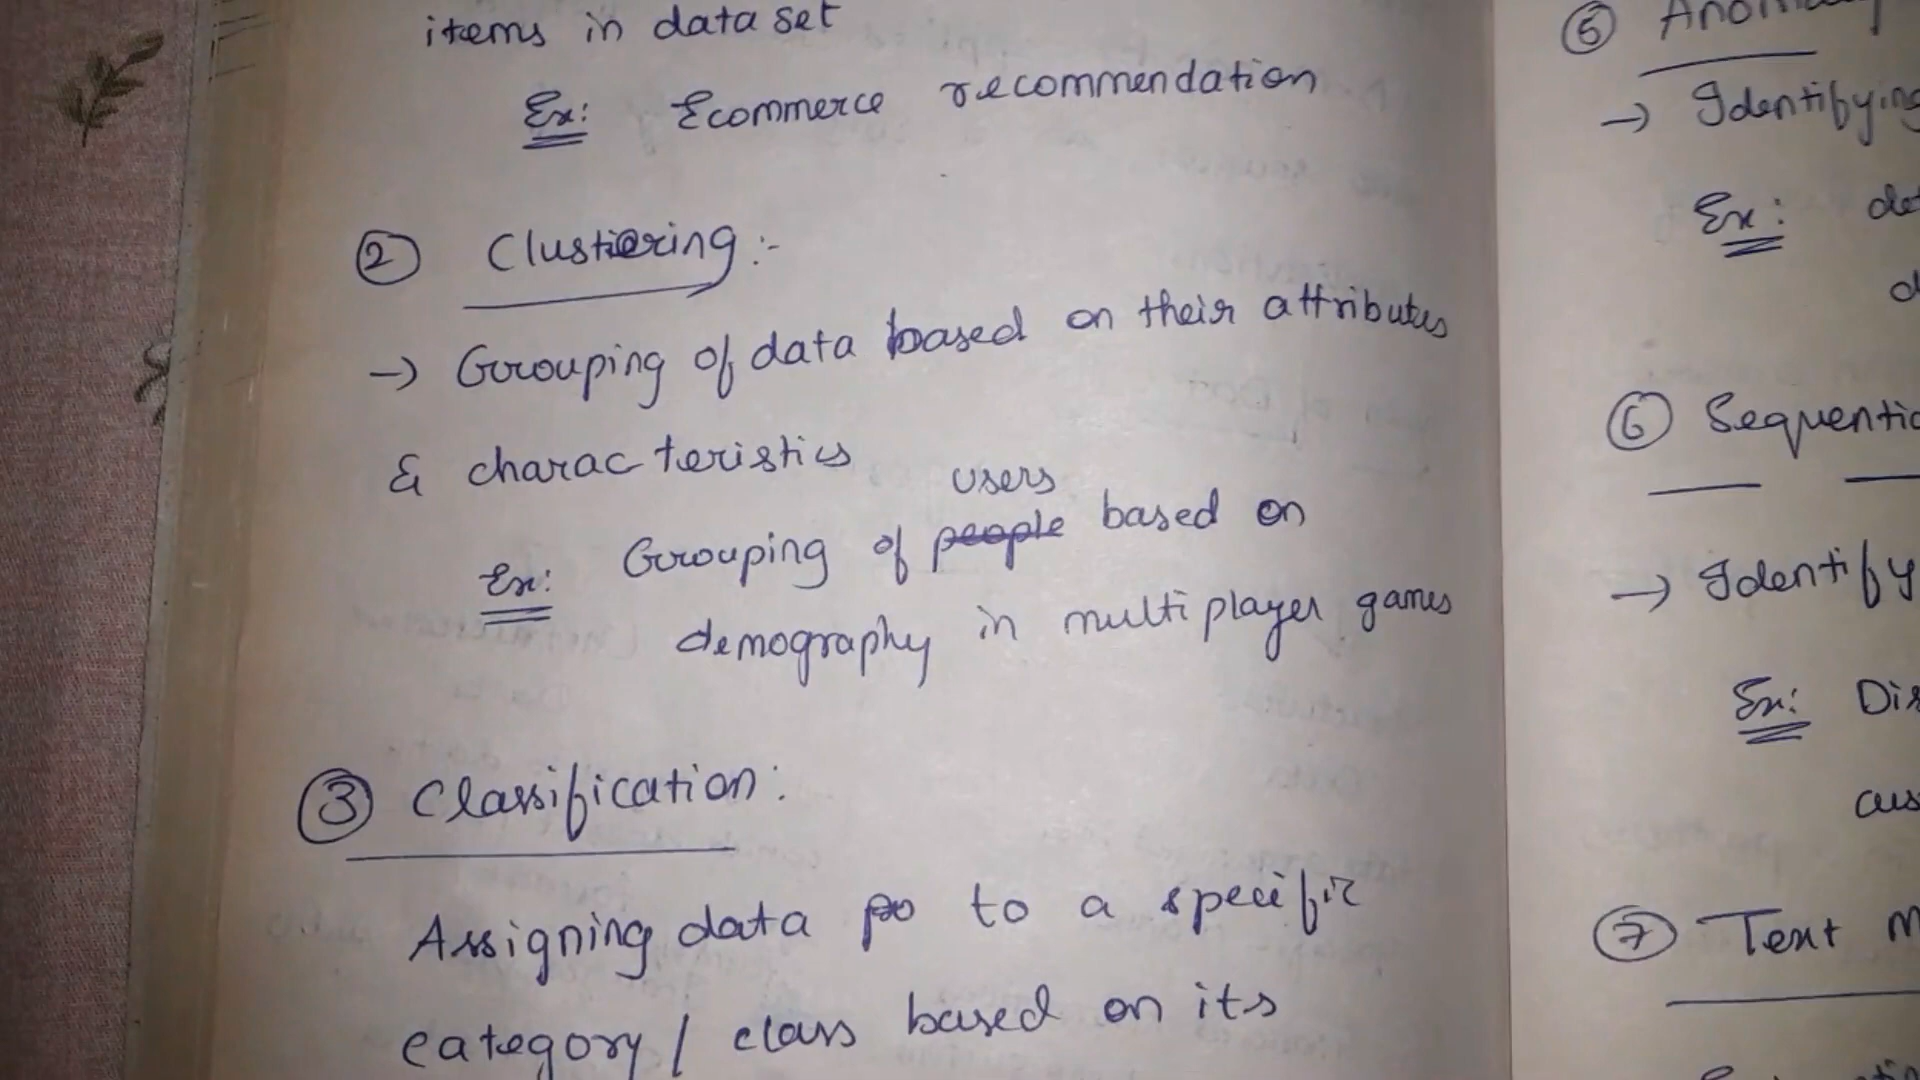 items in data set
Ex: Ecommerce recommendation
② Clustering :-
→ Grouping of data based on their attributes
& characteristics
users
Ex: Grouping of people based on
demography in multiplayer games
③ Classification:
Assigning data po to a specific
category / class based on its
⑤
→ Identifying
Ex:
⑥
→ Identify
Ex:
⑦ Text